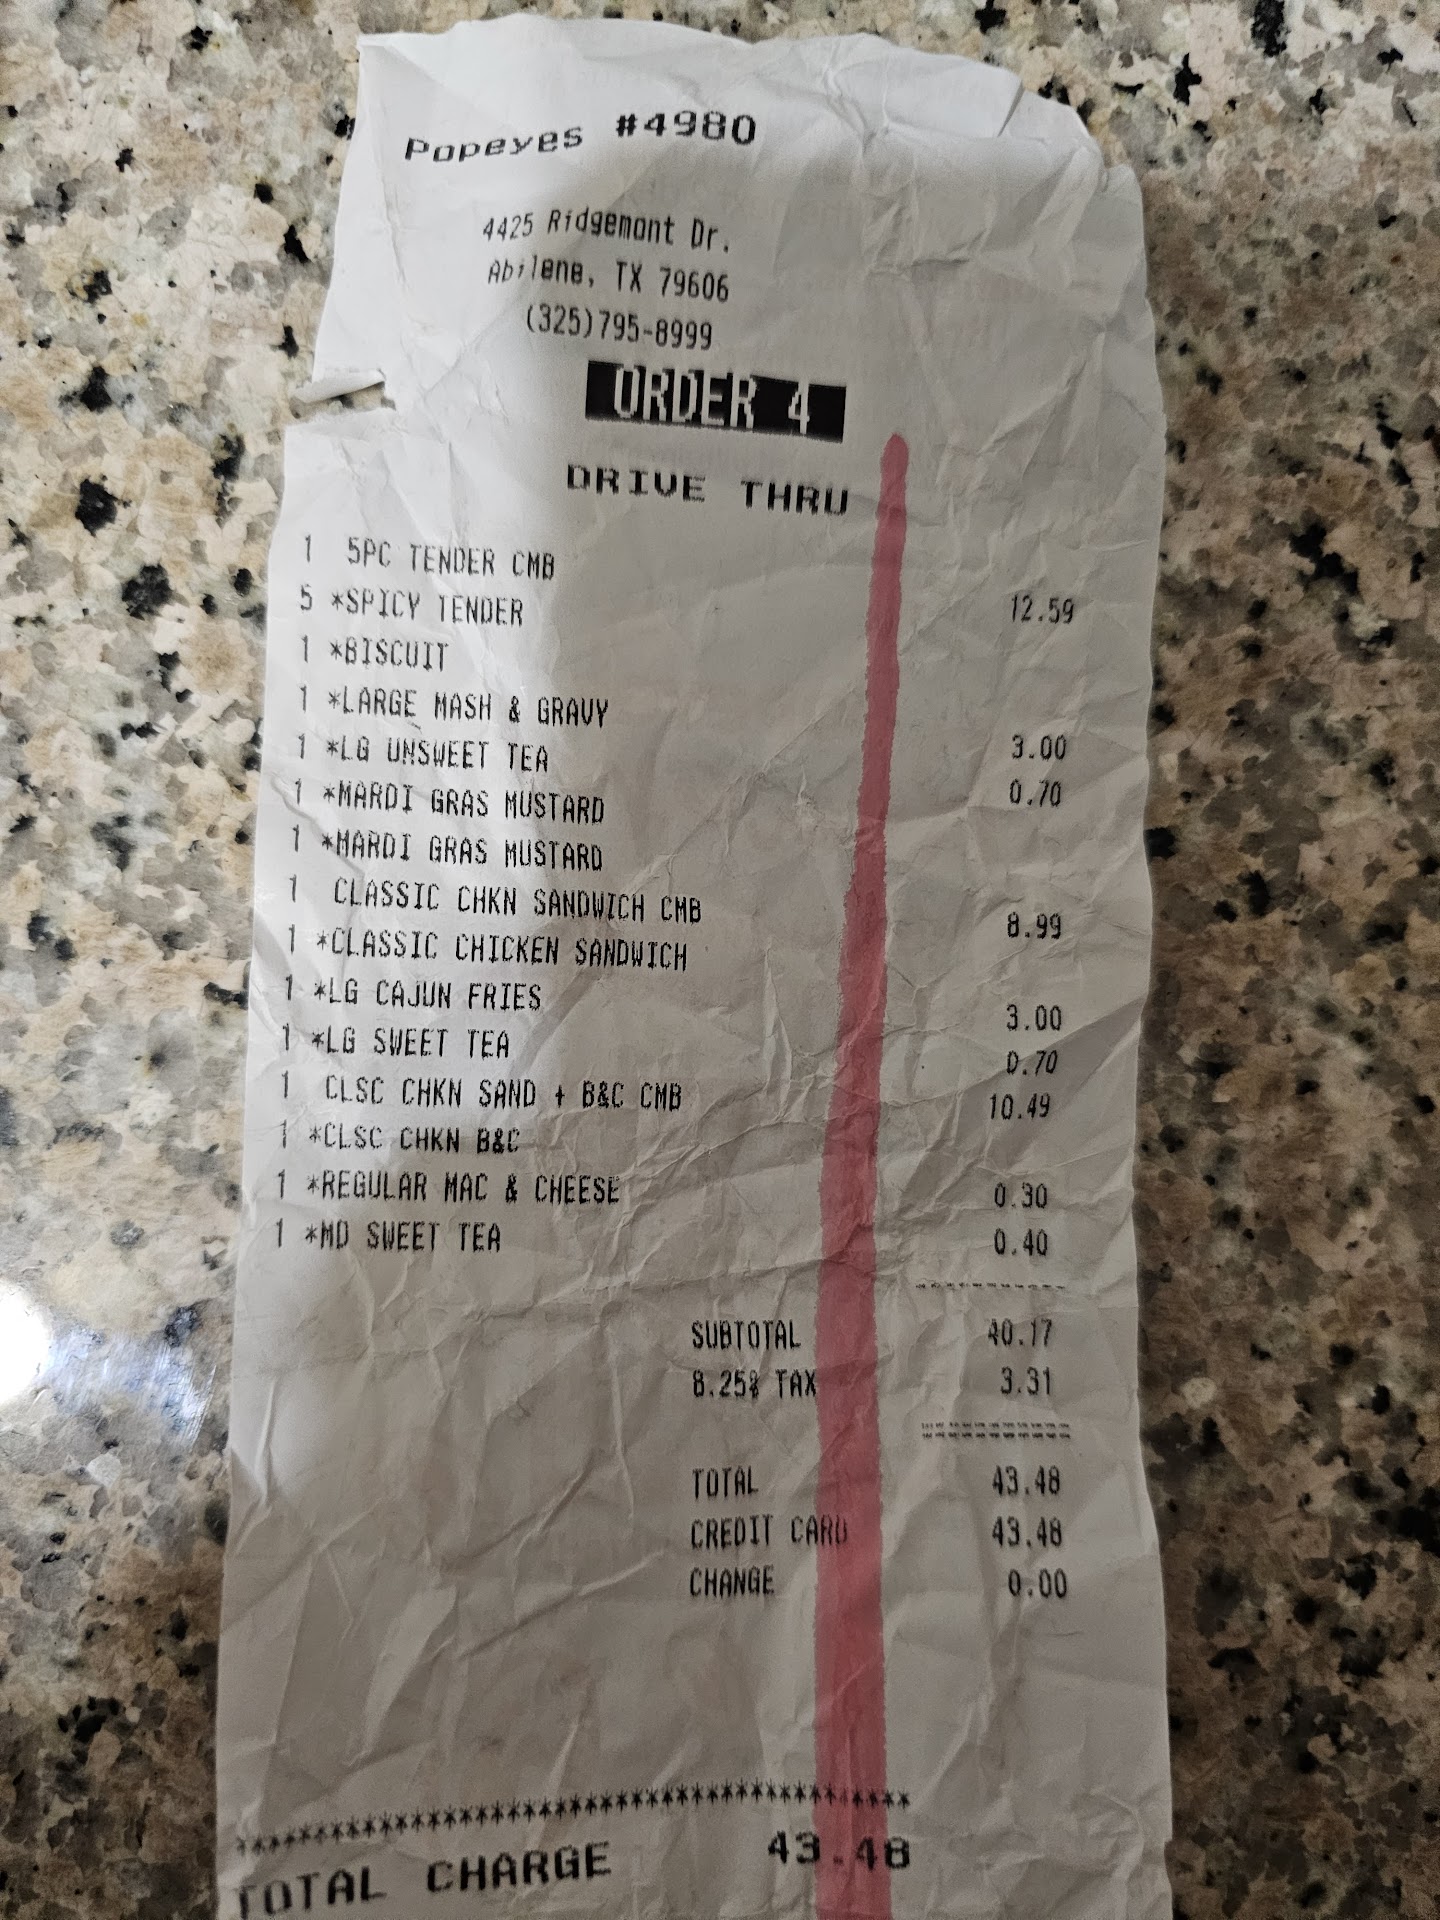 Popeyes #4980
4425 Ridgemont Dr.
Abilene, TX 79606
(325)795-8999
ORDER 4
DRIVE THRU
1 5PC TENDER CMB 12.59
5 *SPICY TENDER
1 *BISCUIT
1 *LARGE MASH & GRAVY 3.00
1 *LG UNSWEET TEA 0.70
1 *MARDI GRAS MUSTARD
1 *MARDI GRAS MUSTARD
1 CLASSIC CHKN SANDWICH CMB 8.99
1 *CLASSIC CHICKEN SANDWICH
1 *LG CAJUN FRIES 3.00
1 *LG SWEET TEA 0.70
1 CLSC CHKN SAND + B&C CMB 10.49
1 *CLSC CHKN B&C
1 *REGULAR MAC & CHEESE 0.30
1 *MD SWEET TEA 0.40
SUBTOTAL 40.17
8.25% TAX 3.31
TOTAL 43.48
CREDIT CARD 43.48
CHANGE 0.00
TOTAL CHARGE 43.48